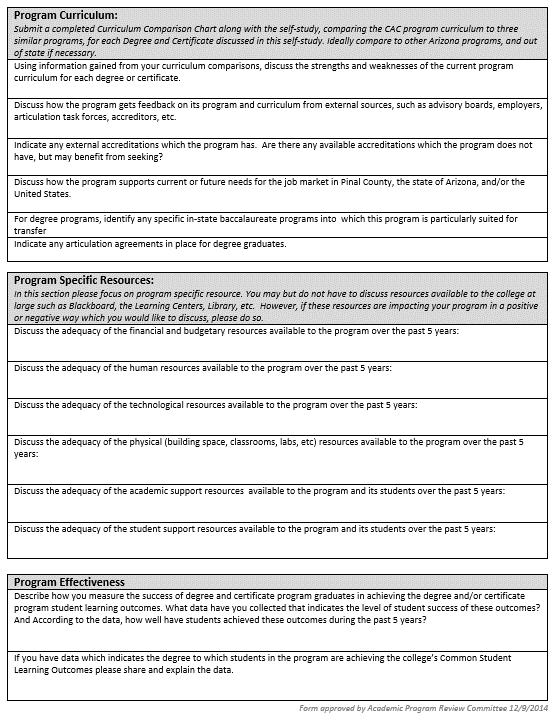 Program Curriculum:
Submit a completed Curriculum Comparison Chart along with the self-study, comparing the CAC program curriculum to three
similar programs, for each Degree and Certificate discussed in this self-study. Ideally compare to other Arizona programs, and out
of state if necessary.
Using information gained from your curriculum comparisons, discuss the strengths and weaknesses of the current program
curriculum for each degree or certificate.
Discuss how the program gets feedback on its program and curriculum from external sources, such as advisory boards, employers,
articulation task forces, accreditors, etc.
Indicate any external accreditations which the program has.  Are there any available accreditations which the program does not
have, but may benefit from seeking?
Discuss how the program supports current or future needs for the job market in Pinal County, the state of Arizona, and/or the
United States.
For degree programs, identify any specific in-state baccalaureate programs into  which this program is particularly suited for
transfer
Indicate any articulation agreements in place for degree graduates.
Program Specific Resources:
In this section please focus on program specific resource. You may but do not have to discuss resources available to the college at
large such as Blackboard, the Learning Centers, Library, etc.  However, if these resources are impacting your program in a positive
or negative way which you would like to discuss, please do so.
Discuss the adequacy of the financial and budgetary resources available to the program over the past 5 years:
Discuss the adequacy of the human resources available to the program over the past 5 years:
Discuss the adequacy of the technological resources available to the program over the past 5 years:
Discuss the adequacy of the physical (building space, classrooms, labs, etc) resources available to the program over the past 5
years:
Discuss the adequacy of the academic support resources  available to the program and its students over the past 5 years:
Discuss the adequacy of the student support resources available to the program and its students over the past 5 years:
Program Effectiveness
Describe how you measure the success of degree and certificate program graduates in achieving the degree and/or certificate
program student learning outcomes. What data have you collected that indicates the level of student success of these outcomes?
And According to the data, how well have students achieved these outcomes during the past 5 years?
If you have data which indicates the degree to which students in the program are achieving the college's Common Student
Learning Outcomes please share and explain the data.
Form approved by Academic Program Review Committee 12/9/2014